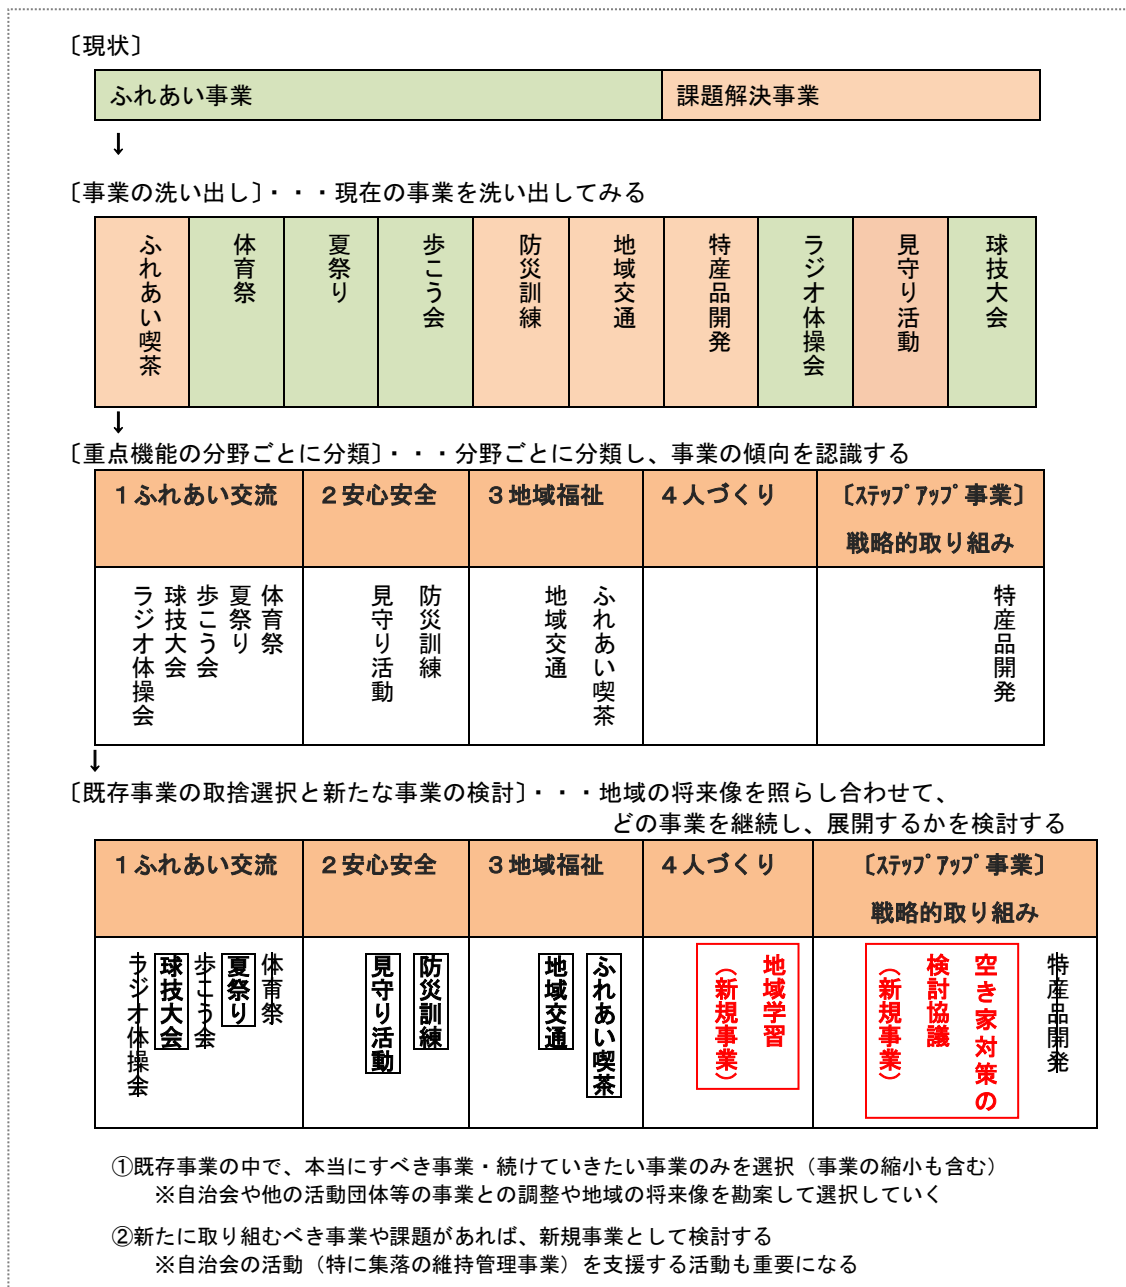 〔現状〕
ふれあい事業
課題解決事業
↓
〔事業の洗い出し〕・・・現在の事業を洗い出してみる
ふれあい喫茶
体育祭
夏祭り
歩こう会
防災訓練
地域交通
特産品開発
ラジオ体操会
見守り活動
球技大会
↓
〔重点機能の分野ごとに分類〕・・・分野ごとに分類し、事業の傾向を認識する
１ふれあい交流
２安心安全
３地域福祉
４人づくり
〔ｽﾃｯﾌﾟｱｯﾌﾟ事業〕
戦略的取り組み
体育祭
夏祭り
歩こう会
球技大会
ラジオ体操会
防災訓練
見守り活動
ふれあい喫茶
地域交通
特産品開発
↓
〔既存事業の取捨選択と新たな事業の検討〕・・・地域の将来像を照らし合わせて、
どの事業を継続し、展開するかを検討する
１ふれあい交流
２安心安全
３地域福祉
４人づくり
〔ｽﾃｯﾌﾟｱｯﾌﾟ事業〕
戦略的取り組み
体育祭
夏祭り
歩こう会
球技大会
ラジオ体操会
防災訓練
見守り活動
ふれあい喫茶
地域交通
地域学習
（新規事業）
特産品開発
空き家対策の
検討協議
（新規事業）
①既存事業の中で、本当にすべき事業・続けていきたい事業のみを選択（事業の縮小も含む）
※自治会や他の活動団体等の事業との調整や地域の将来像を勘案して選択していく
②新たに取り組むべき事業や課題があれば、新規事業として検討する
※自治会の活動（特に集落の維持管理事業）を支援する活動も重要になる